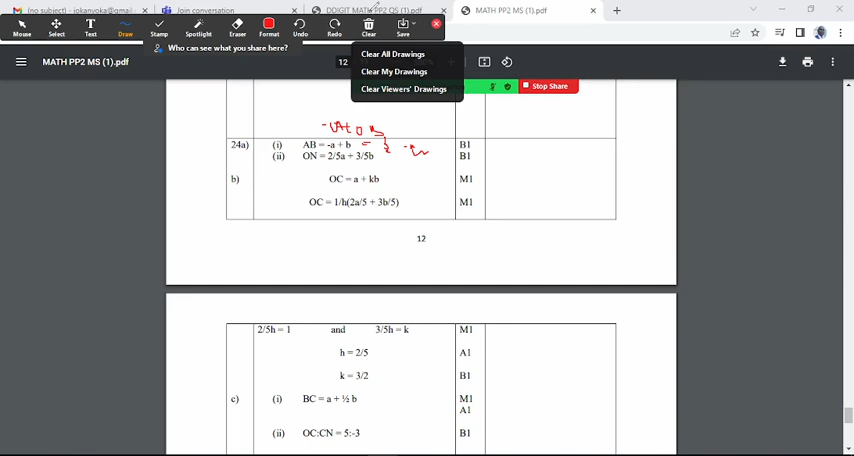 (no subject) - jokanyoka@gmail
Join conversation
DDIGIT MATH PP2 QS (1).pdf
MATH PP2 MS (1).pdf
Mouse Select Text Draw Stamp Spotlight Eraser Format Undo Redo Clear Save
Who can see what you share here?
Clear All Drawings
Clear My Drawings
Clear Viewers' Drawings
MATH PP2 MS (1).pdf
12
Stop Share
24a) (i) AB = -a + b B1
(ii) ON = 2/5a + 3/5b B1
b) OC = a + kb M1
OC = 1/h(2a/5 + 3b/5) M1
12
2/5h = 1 and 3/5h = k M1
h = 2/5 A1
k = 3/2 B1
c) (i) BC = a + ½ b M1
A1
(ii) OC:CN = 5:-3 B1